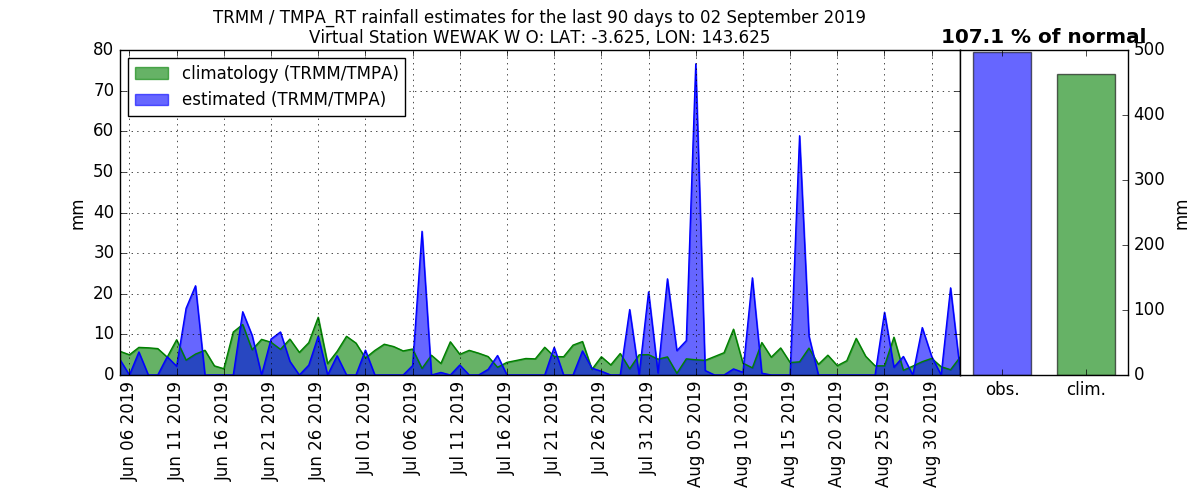 TRMM / TMPA_RT rainfall estimates for the last 90 days to 02 September 2019
Virtual Station WEWAK W O: LAT: -3.625, LON: 143.625
107.1 % of normal
climatology (TRMM/TMPA)
estimated (TRMM/TMPA)
80
70
60
50
40
30
20
10
0
mm
500
400
300
200
100
0
mm
Jun 06 2019
Jun 11 2019
Jun 16 2019
Jun 21 2019
Jun 26 2019
Jul 01 2019
Jul 06 2019
Jul 11 2019
Jul 16 2019
Jul 21 2019
Jul 26 2019
Jul 31 2019
Aug 05 2019
Aug 10 2019
Aug 15 2019
Aug 20 2019
Aug 25 2019
Aug 30 2019
obs.
clim.